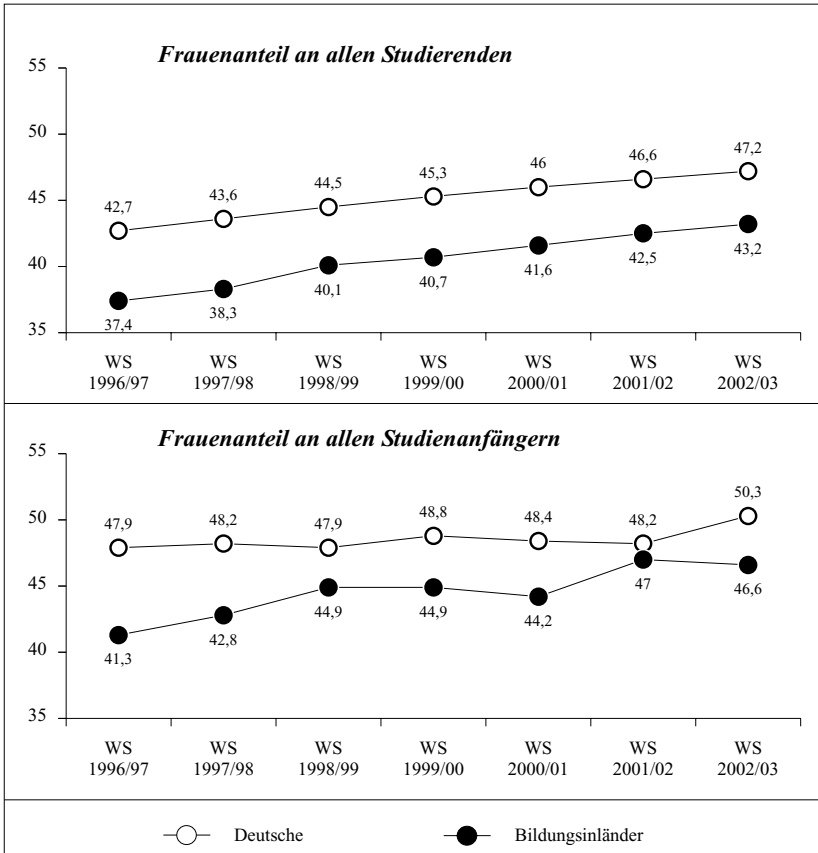 Frauenanteil an allen Studierenden
55
50
45
40
35
42,7 43,6 44,5 45,3 46 46,6 47,2
37,4 38,3 40,1 40,7 41,6 42,5 43,2
WS WS WS WS WS WS WS
1996/97 1997/98 1998/99 1999/00 2000/01 2001/02 2002/03
Frauenanteil an allen Studienanfängern
55
50
45
40
35
47,9 48,2 47,9 48,8 48,4 48,2 50,3
41,3 42,8 44,9 44,9 44,2 47 46,6
WS WS WS WS WS WS WS
1996/97 1997/98 1998/99 1999/00 2000/01 2001/02 2002/03
Deutsche Bildungsinländer